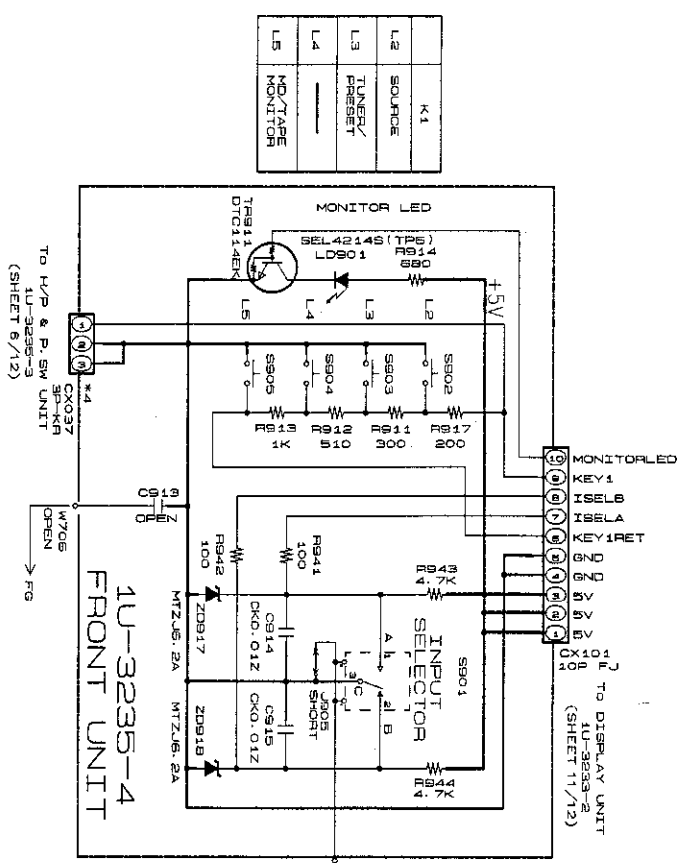 K1
L2 SOURCE
L3 TUNER/
PRESET
L4
L5 MD/TAPE
MONITOR
MONITOR LED
SEL4214S(TP5)
LD901
R914
680
TR911
DTC114EK
+5V
L5
L4
L3
L2
S905
S904
S903
S902
R913
1K
R912
510
R911
300
R917
200
1
2
3
*4
CX037
3P-KR
To H/P & P.SW UNIT
1U-3235-3
(SHEET 6/12)
10 MONITORLED
9 KEY1
8 ISELB
7 ISELA
6 KEY1RET
5 GND
4 GND
3 5V
2 5V
1 5V
CX101
10P FJ
To DISPLAY UNIT
1U-3233-2
(SHEET 11/12)
C913
OPEN
W706
OPEN
FG
R942
100
R941
100
R943
4.7K
ZD917
MTZJ6.2A
C914
CK0.01Z
A
1
3
C
2
B
INPUT
SELECTOR
S901
J905
SHORT
C915
CK0.01Z
ZD918
MTZJ6.2A
R944
4.7K
1U-3235-4
FRONT UNIT